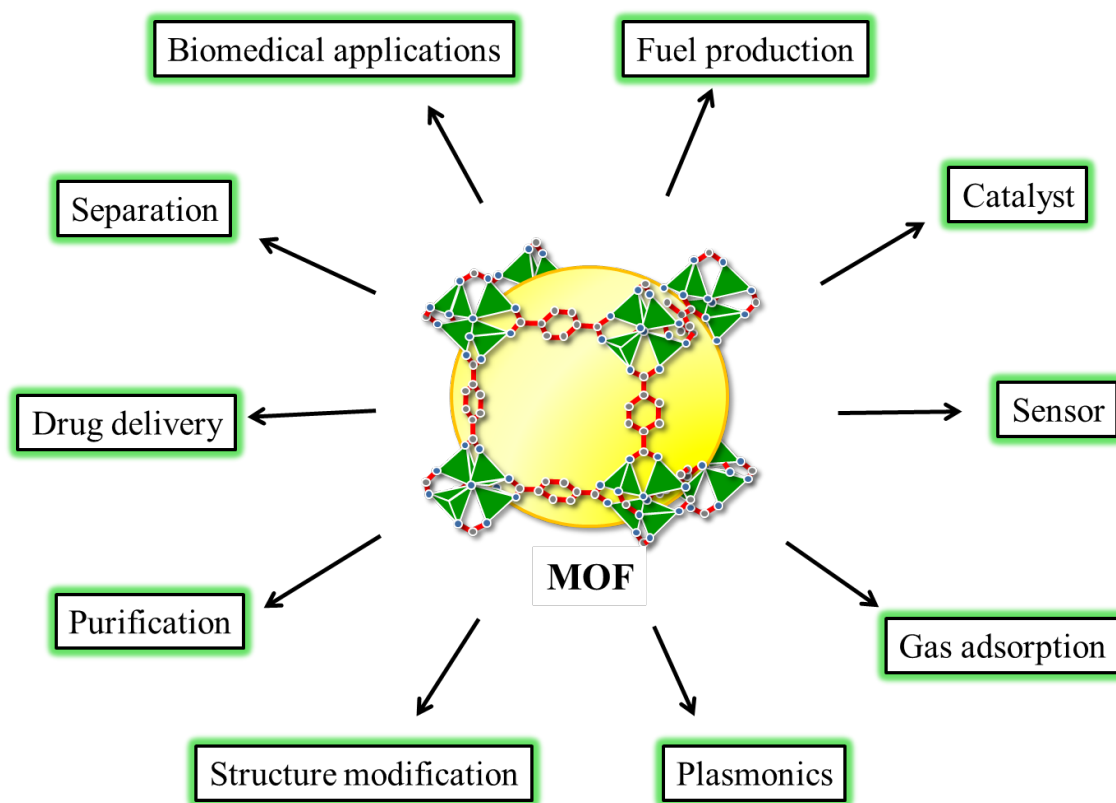 Biomedical applications
Fuel production
Separation
Catalyst
Drug delivery
Sensor
MOF
Purification
Gas adsorption
Structure modification
Plasmonics